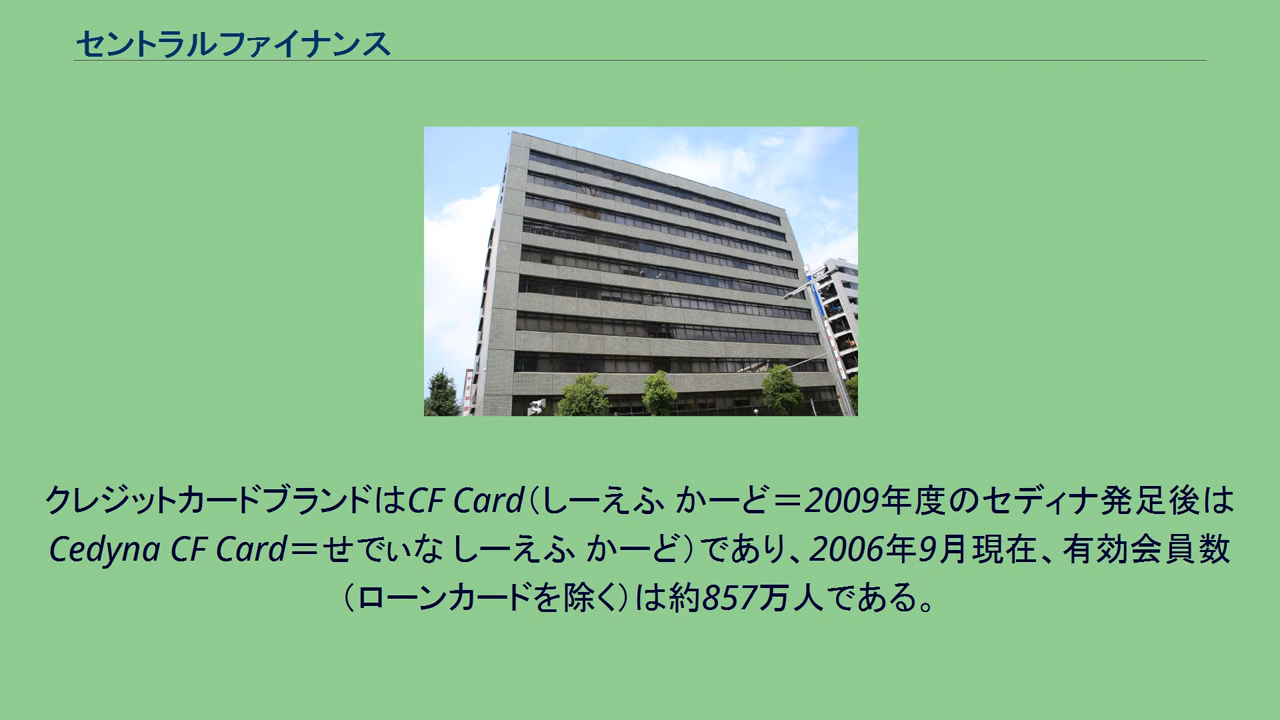 セントラルファイナンス
クレジットカードブランドはCF Card（しーえふ かーど＝2009年度のセディナ発足後は
Cedyna CF Card＝せでぃな しーえふ かーど）であり、2006年9月現在、有効会員数
（ローンカードを除く）は約857万人である。